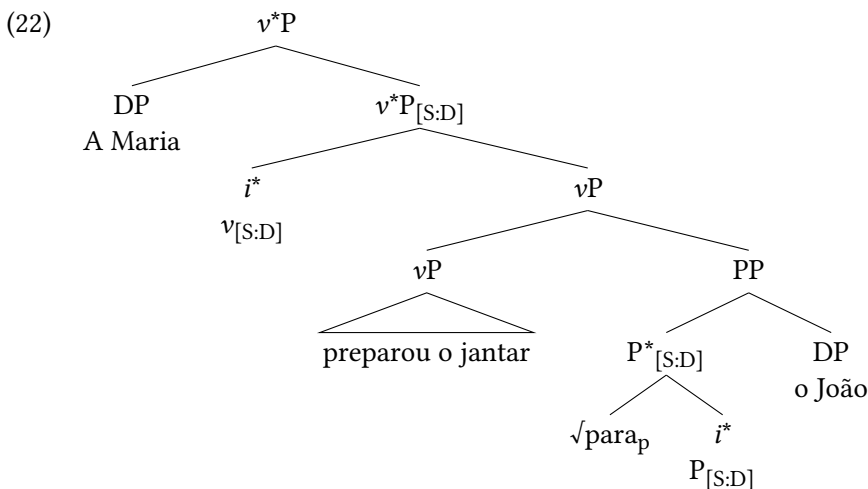 (22) v*P
DP v*P[S:D]
A Maria
i* vP
v[S:D]
vP PP
preparou o jantar P*[S:D] DP
o João
√parap i*
P[S:D]